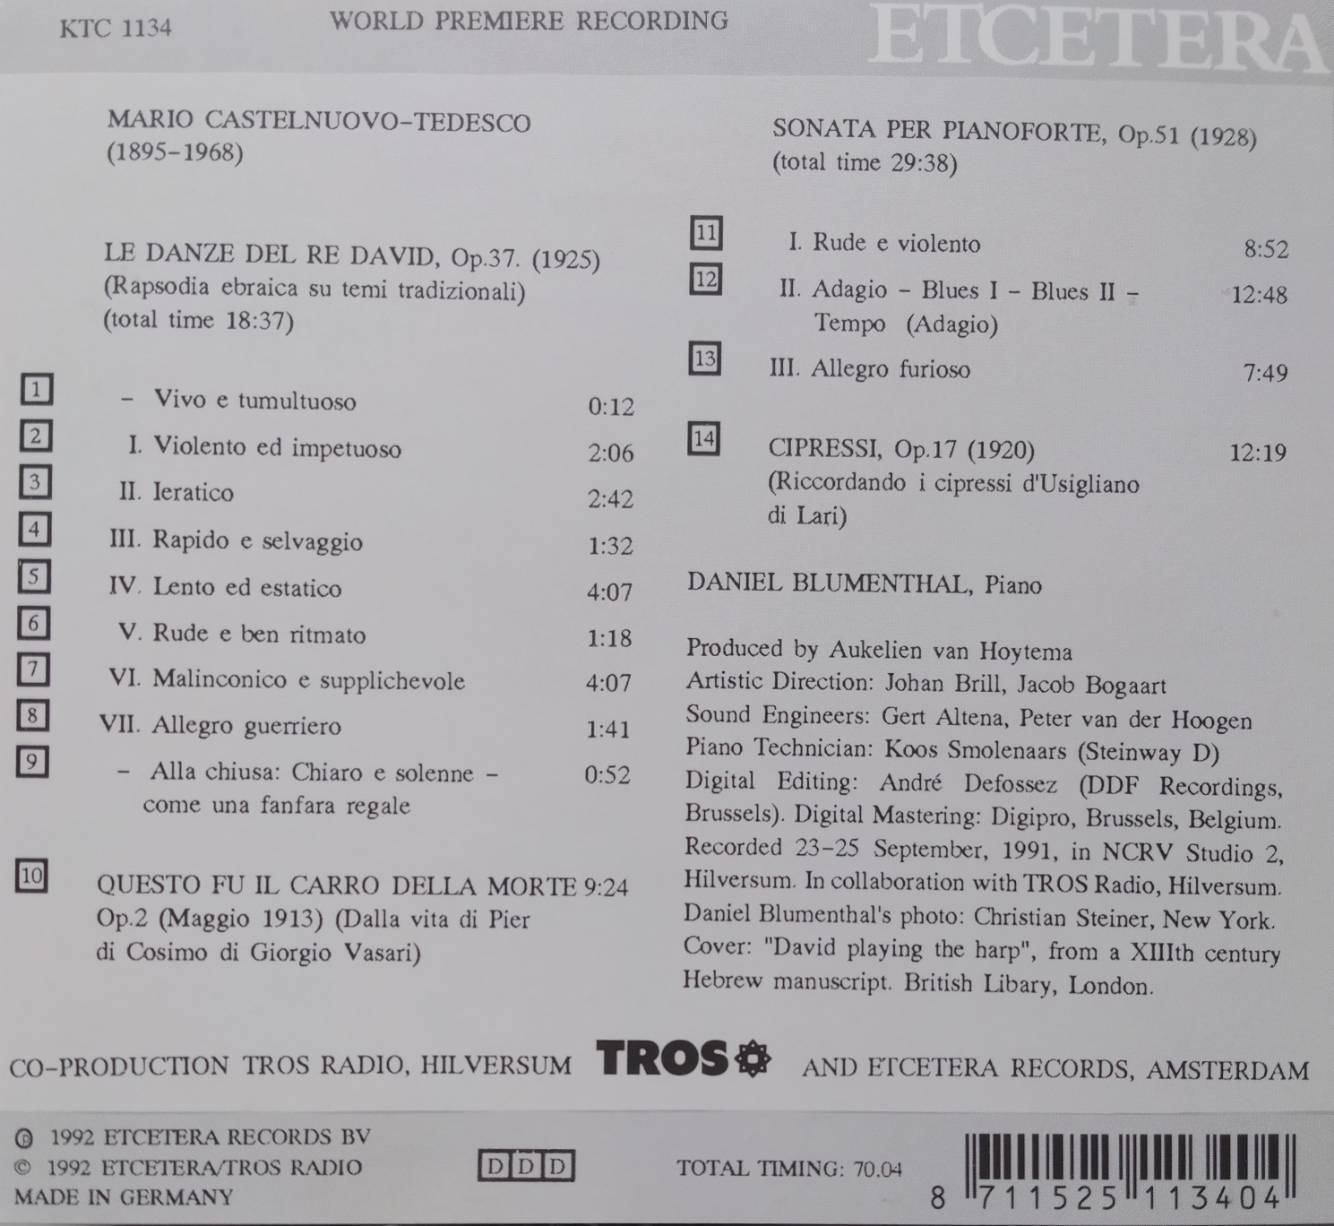 KTC 1134
WORLD PREMIERE RECORDING
ETCETERA
MARIO CASTELNUOVO-TEDESCO
(1895-1968)
LE DANZE DEL RE DAVID, Op.37. (1925)
(Rapsodia ebraica su temi tradizionali)
(total time 18:37)
1 - Vivo e tumultuoso 0:12
2 I. Violento ed impetuoso 2:06
3 II. Ieratico 2:42
4 III. Rapido e selvaggio 1:32
5 IV. Lento ed estatico 4:07
6 V. Rude e ben ritmato 1:18
7 VI. Malinconico e supplichevole 4:07
8 VII. Allegro guerriero 1:41
9 - Alla chiusa: Chiaro e solenne - 0:52
come una fanfara regale
10 QUESTO FU IL CARRO DELLA MORTE 9:24
Op.2 (Maggio 1913) (Dalla vita di Pier
di Cosimo di Giorgio Vasari)
SONATA PER PIANOFORTE, Op.51 (1928)
(total time 29:38)
11 I. Rude e violento 8:52
12 II. Adagio - Blues I - Blues II - 12:48
Tempo (Adagio)
13 III. Allegro furioso 7:49
14 CIPRESSI, Op.17 (1920) 12:19
(Riccordando i cipressi d'Usigliano
di Lari)
DANIEL BLUMENTHAL, Piano
Produced by Aukelien van Hoytema
Artistic Direction: Johan Brill, Jacob Bogaart
Sound Engineers: Gert Altena, Peter van der Hoogen
Piano Technician: Koos Smolenaars (Steinway D)
Digital Editing: André Defossez (DDF Recordings,
Brussels). Digital Mastering: Digipro, Brussels, Belgium.
Recorded 23-25 September, 1991, in NCRV Studio 2,
Hilversum. In collaboration with TROS Radio, Hilversum.
Daniel Blumenthal's photo: Christian Steiner, New York.
Cover: "David playing the harp", from a XIIIth century
Hebrew manuscript. British Libary, London.
CO-PRODUCTION TROS RADIO, HILVERSUM TROS AND ETCETERA RECORDS, AMSTERDAM
℗ 1992 ETCETERA RECORDS BV
© 1992 ETCETERA/TROS RADIO
MADE IN GERMANY
DDD
TOTAL TIMING: 70.04
8 711525 113404